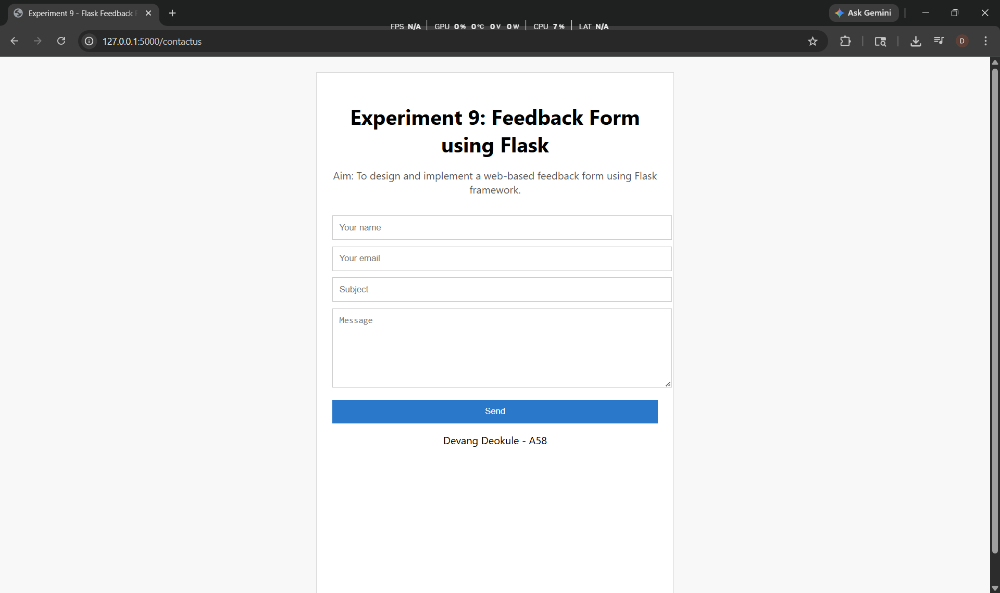 Experiment 9 - Flask Feedback
Ask Gemini
FPS N/A GPU 0% 0°C 0V 0W CPU 7% LAT N/A
127.0.0.1:5000/contactus
D
Experiment 9: Feedback Form
using Flask
Aim: To design and implement a web-based feedback form using Flask
framework.
Your name
Your email
Subject
Message
Send
Devang Deokule - A58